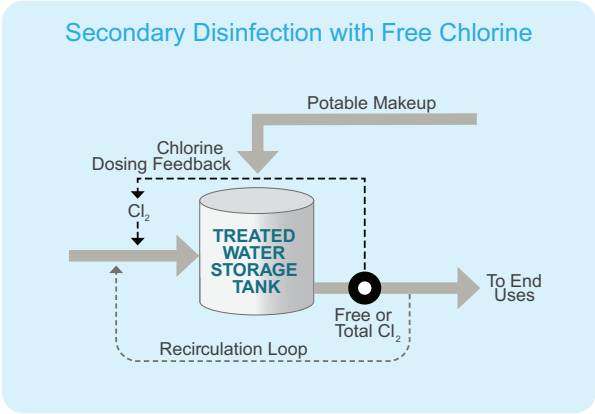 Secondary Disinfection with Free Chlorine
Potable Makeup
Chlorine
Dosing Feedback
Cl₂
TREATED
WATER
STORAGE
TANK
To End
Uses
Free or
Total Cl₂
Recirculation Loop